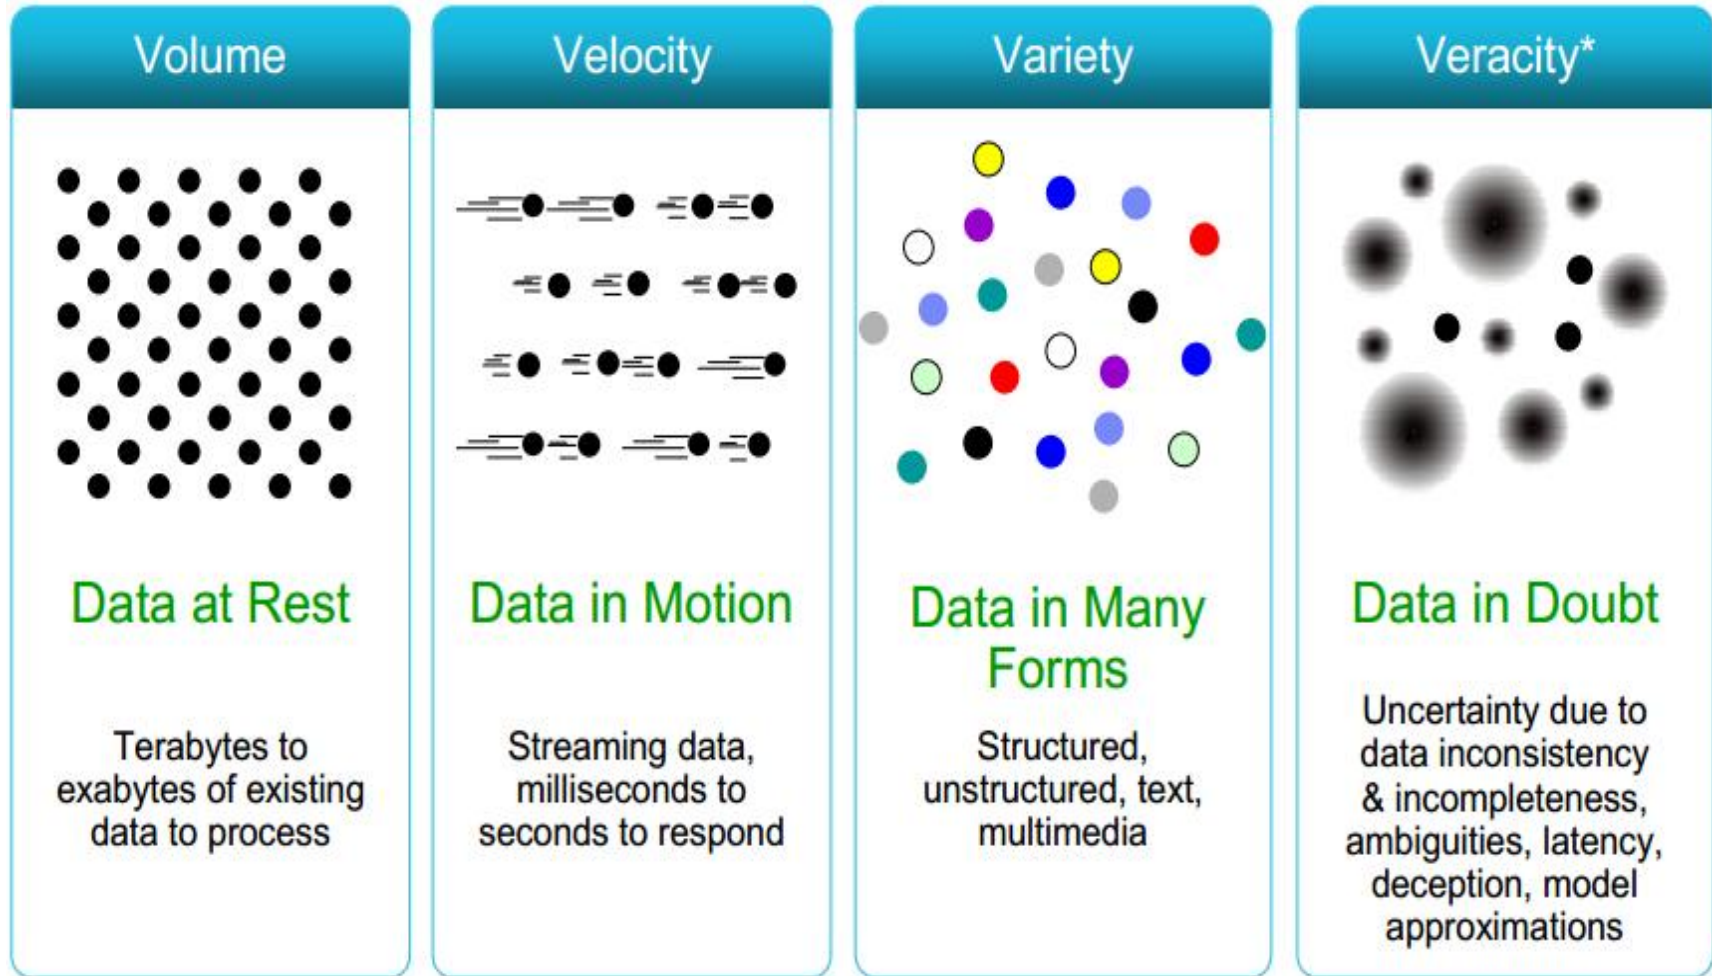 Volume
Data at Rest
Terabytes to
exabytes of existing
data to process
Velocity
Data in Motion
Streaming data,
milliseconds to
seconds to respond
Variety
Data in Many
Forms
Structured,
unstructured, text,
multimedia
Veracity*
Data in Doubt
Uncertainty due to
data inconsistency
& incompleteness,
ambiguities, latency,
deception, model
approximations